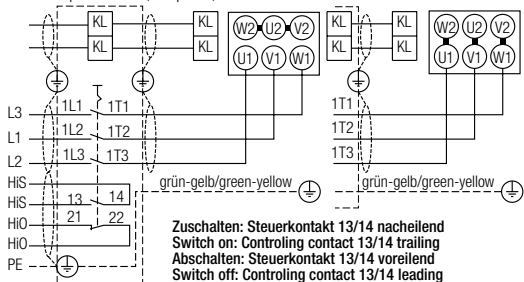 KL KL KL KL
KL KL KL KL
W2 U2 V2 W2 U2 V2
U1 V1 W1 U1 V1 W1
L3 1L1 1T1 1T1
L1 1L2 1T2 1T2
L2 1L3 1T3 1T3
HiS
HiS 13 14
HiO 21 22
HiO
PE
grün-gelb/green-yellow grün-gelb/green-yellow
Zuschalten: Steuerkontakt 13/14 nacheilend
Switch on: Controling contact 13/14 trailing
Abschalten: Steuerkontakt 13/14 voreilend
Switch off: Controling contact 13/14 leading